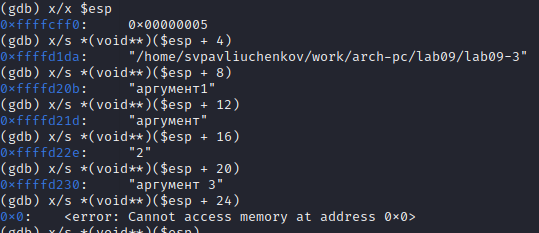 (gdb) x/x $esp
0xffffcff0:     0x00000005
(gdb) x/s *(void**)($esp + 4)
0xffffd1da:     "/home/svpavliuchenkov/work/arch-pc/lab09/lab09-3"
(gdb) x/s *(void**)($esp + 8)
0xffffd20b:     "аргумент1"
(gdb) x/s *(void**)($esp + 12)
0xffffd21d:     "аргумент"
(gdb) x/s *(void**)($esp + 16)
0xffffd22e:     "2"
(gdb) x/s *(void**)($esp + 20)
0xffffd230:     "аргумент 3"
(gdb) x/s *(void**)($esp + 24)
0x0:    <error: Cannot access memory at address 0x0>
(gdb) x/s *(void**)($esp)